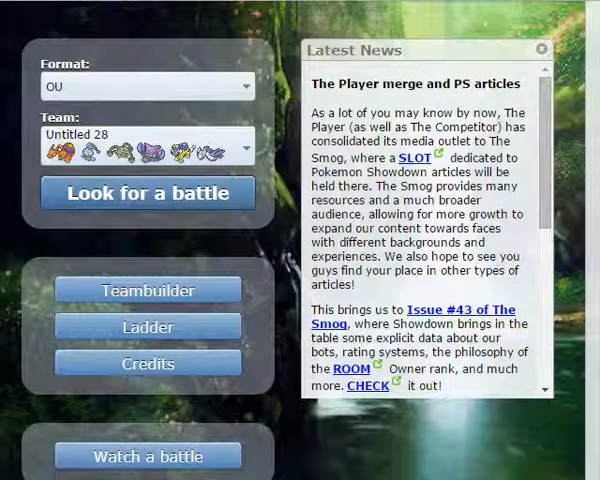 Format:
OU
Team:
Untitled 28
Look for a battle
Teambuilder
Ladder
Credits
Watch a battle
Latest News
The Player merge and PS articles
As a lot of you may know by now, The
Player (as well as The Competitor) has
consolidated its media outlet to The
Smog, where a SLOT dedicated to
Pokemon Showdown articles will be
held there. The Smog provides many
resources and a much broader
audience, allowing for more growth to
expand our content towards faces
with different backgrounds and
experiences. We also hope to see you
guys find your place in other types of
articles!
This brings us to Issue #43 of The
Smog, where Showdown brings in the
table some explicit data about our
bots, rating systems, the philosophy of
the ROOM Owner rank, and much
more. CHECK it out!